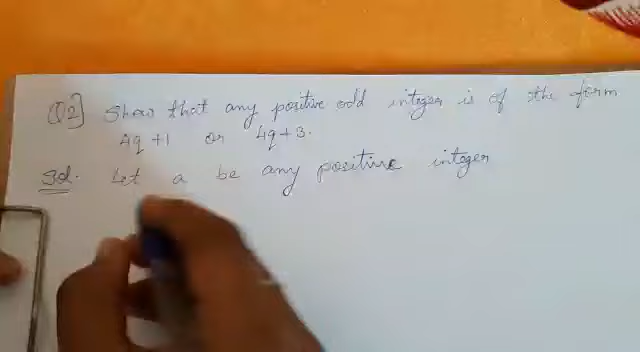 Q2] Show that any positive odd integer is of the form
4q+1 or 4q+3.
Sol. Let a be any positive integer